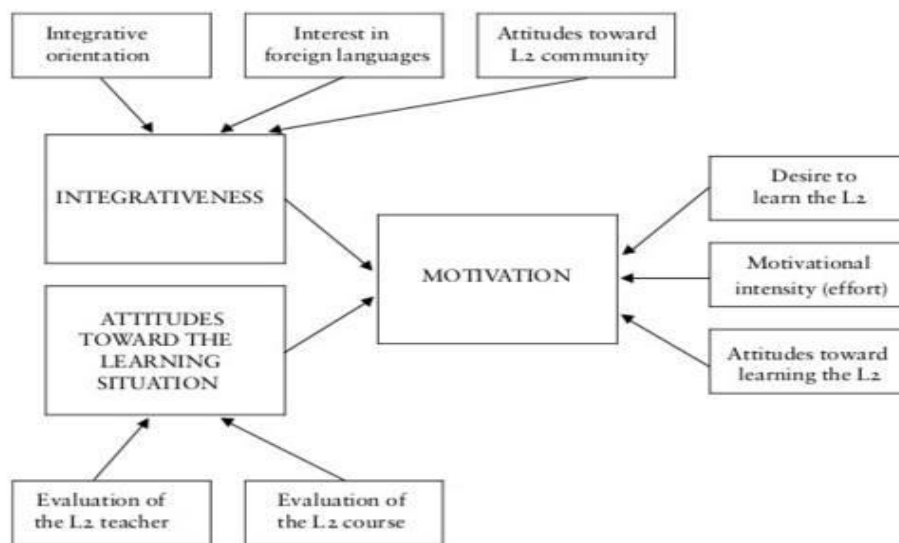 Integrative
orientation
Interest in
foreign languages
Attitudes toward
L2 community
INTEGRATIVENESS
Desire to
learn the L2
MOTIVATION
Motivational
intensity (effort)
ATTITUDES
TOWARD THE
LEARNING
SITUATION
Attitudes toward
learning the L2
Evaluation of
the L2 teacher
Evaluation of
the L2 course